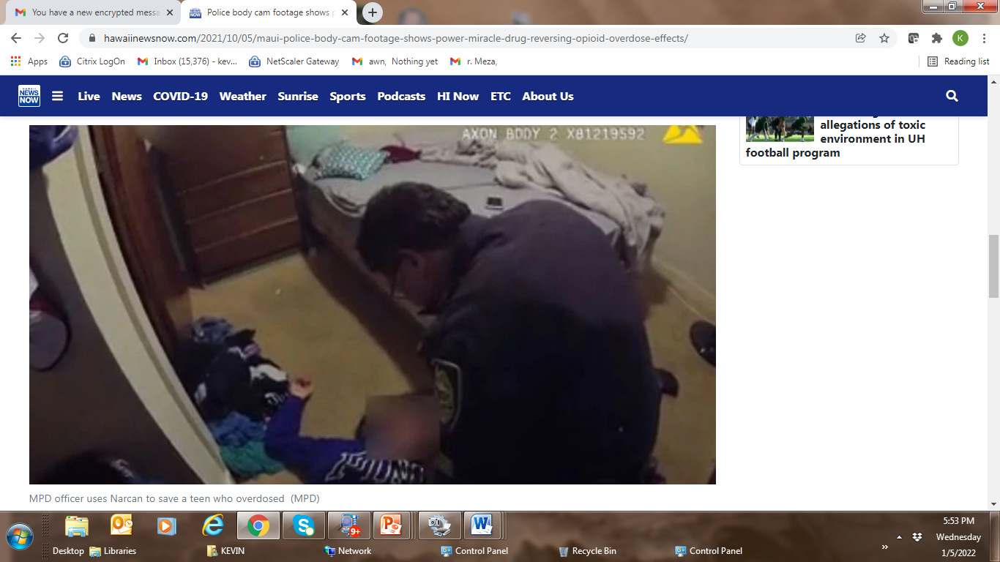 You have a new encrypted messa
Police body cam footage shows p
hawaiinewsnow.com/2021/10/05/maui-police-body-cam-footage-shows-power-miracle-drug-reversing-opioid-overdose-effects/
K
Apps
Citrix LogOn
Inbox (15,376) - kev...
NetScaler Gateway
awn, Nothing yet
r. Meza,
Reading list
HAWAII
NEWS
NOW
Live
News
COVID-19
Weather
Sunrise
Sports
Podcasts
HI Now
ETC
About Us
AXON BODY 2 X81219592
allegations of toxic
environment in UH
football program
MPD officer uses Narcan to save a teen who overdosed (MPD)
9+
5:53 PM
Wednesday
1/5/2022
Desktop
Libraries
KEVIN
Network
Control Panel
Recycle Bin
Control Panel